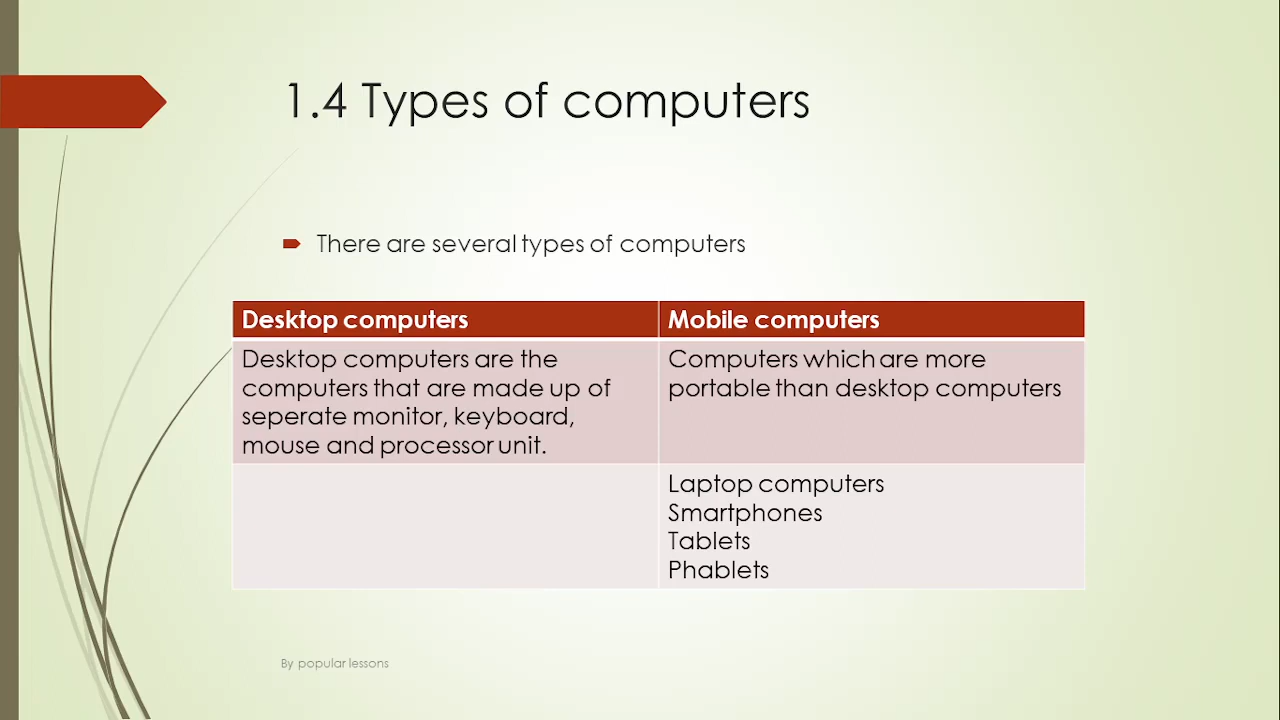 1.4 Types of computers
There are several types of computers
Desktop computers
Mobile computers
Desktop computers are the
computers that are made up of
seperate monitor, keyboard,
mouse and processor unit.
Computers which are more
portable than desktop computers
Laptop computers
Smartphones
Tablets
Phablets
By popular lessons